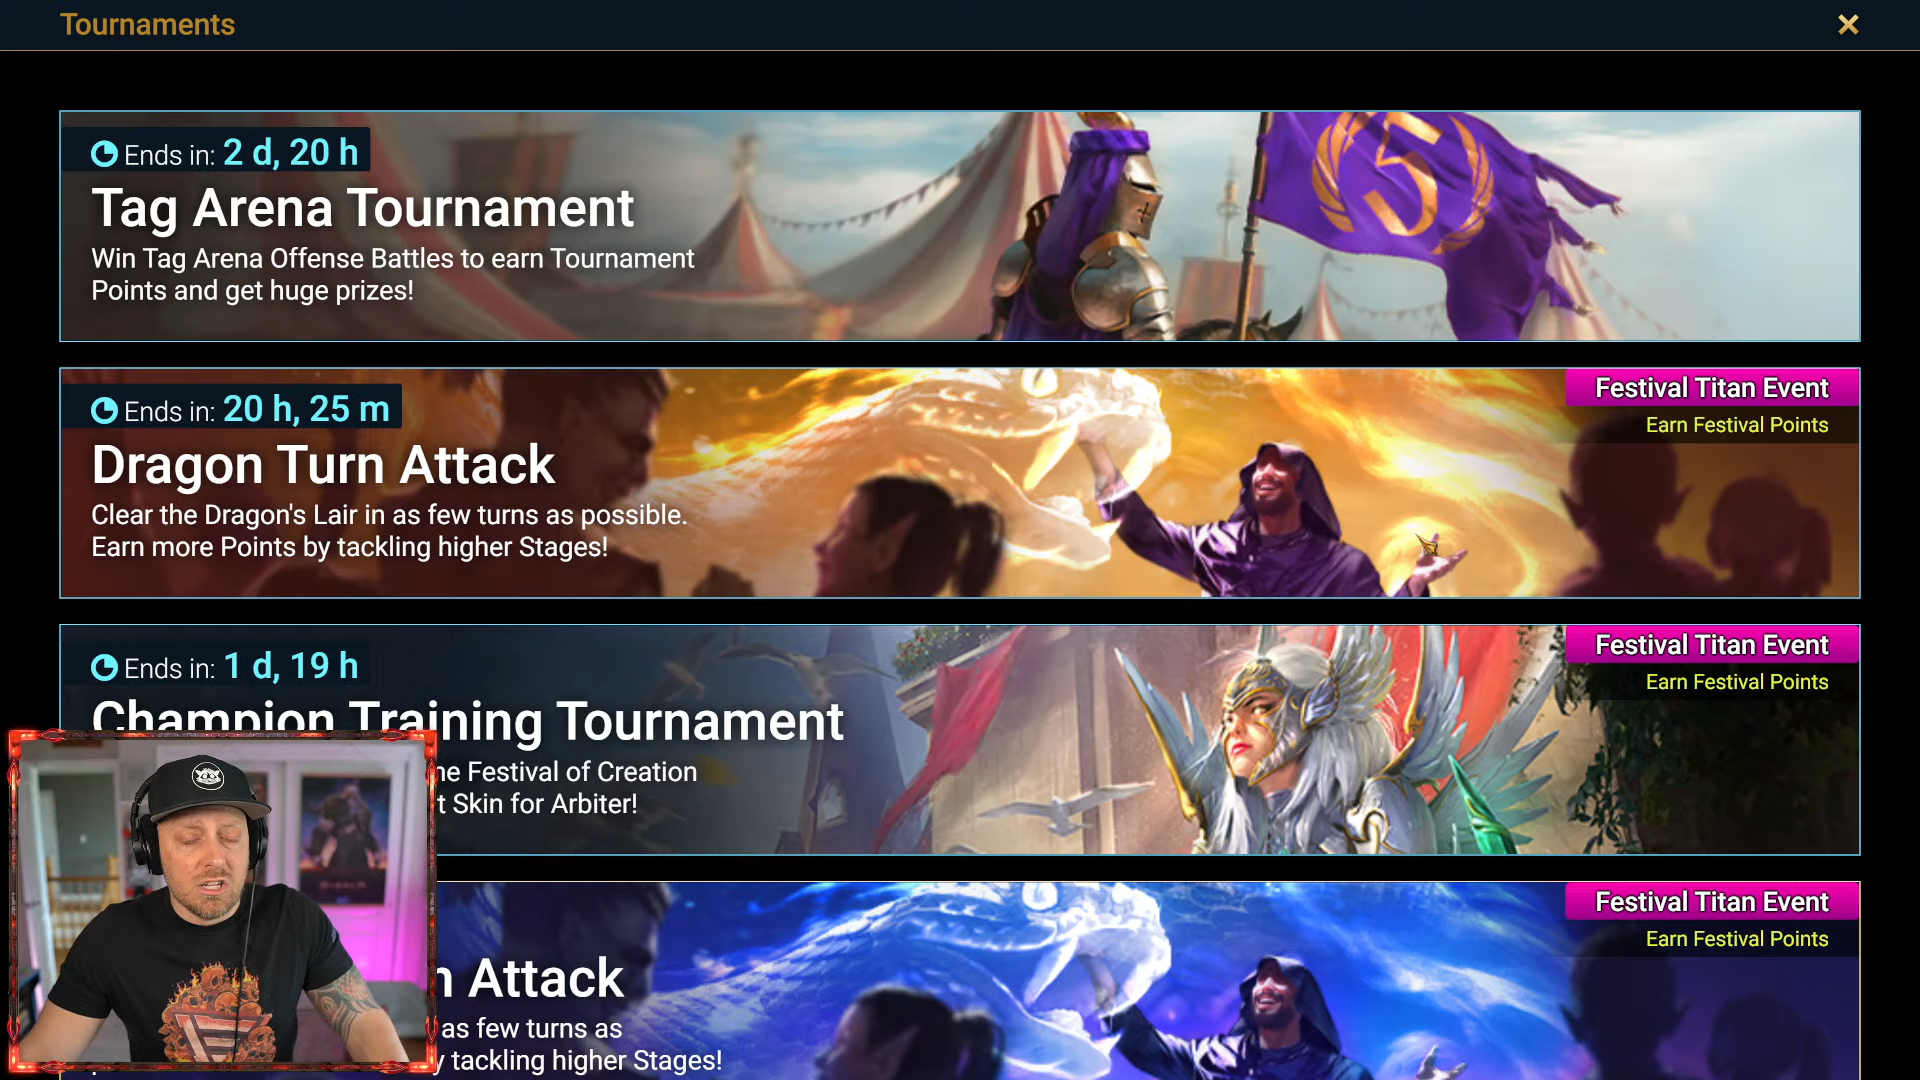 Tournaments
Ends in: 2 d, 20 h
Tag Arena Tournament
Win Tag Arena Offense Battles to earn Tournament
Points and get huge prizes!
Ends in: 20 h, 25 m
Festival Titan Event
Earn Festival Points
Dragon Turn Attack
Clear the Dragon's Lair in as few turns as possible.
Earn more Points by tackling higher Stages!
Ends in: 1 d, 19 h
Festival Titan Event
Earn Festival Points
Champion Training Tournament
Festival of Creation
Skin for Arbiter!
Festival Titan Event
Earn Festival Points
Attack
as few turns as
tackling higher Stages!